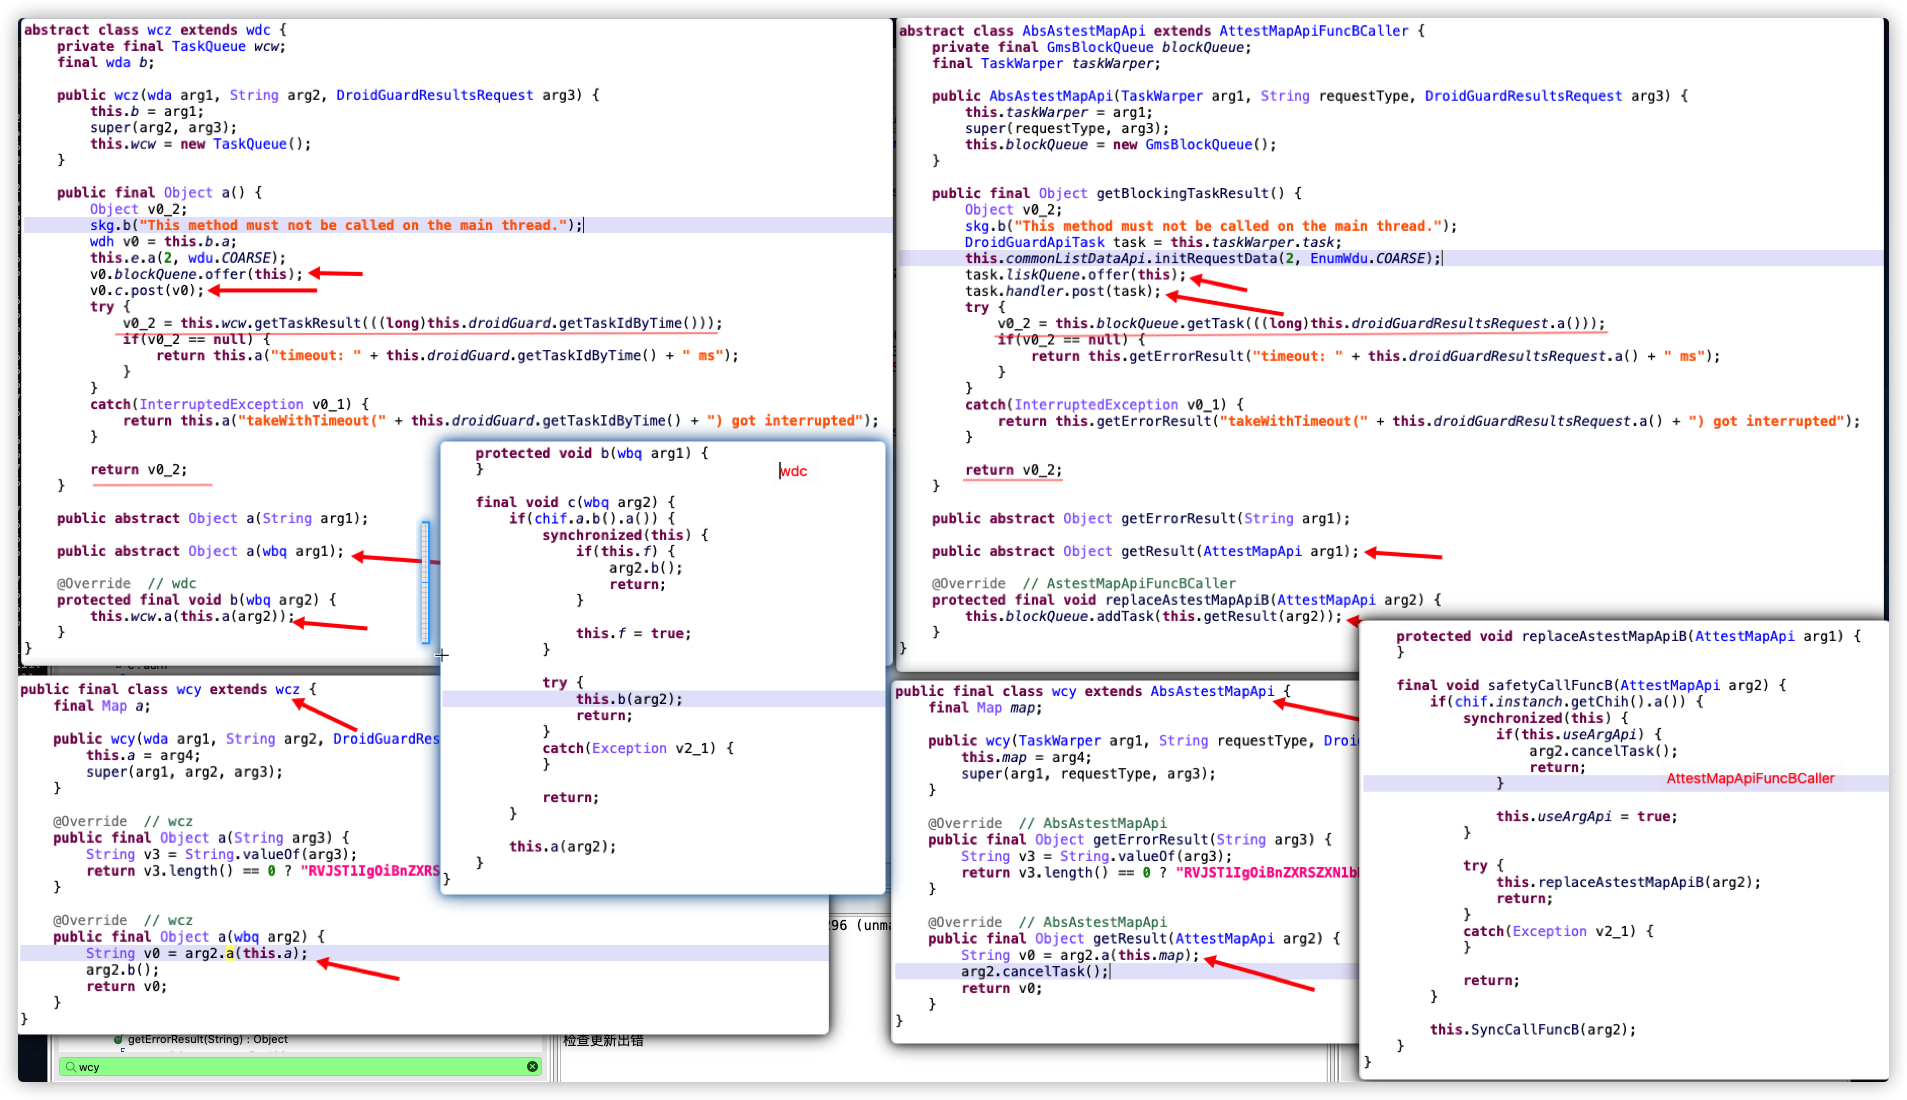 abstract class wcz extends wdc {
    private final TaskQueue wcw;
    final wda b;

    public wcz(wda arg1, String arg2, DroidGuardResultsRequest arg3) {
        this.b = arg1;
        super(arg2, arg3);
        this.wcw = new TaskQueue();
    }

    public final Object a() {
        Object v0_2;
        skg.b("This method must not be called on the main thread.");
        wdh v0 = this.b.a;
        this.e.a(2, wdu.COARSE);
        v0.blockQuene.offer(this);
        v0.c.post(v0);
        try {
            v0_2 = this.wcw.getTaskResult(((long)this.droidGuard.getTaskIdByTime()));
            if(v0_2 == null) {
                return this.a("timeout: " + this.droidGuard.getTaskIdByTime() + " ms");
            }
        }
        catch(InterruptedException v0_1) {
            return this.a("takeWithTimeout(" + this.droidGuard.getTaskIdByTime() + ") got interrupted");
        }

        return v0_2;
    }

    public abstract Object a(String arg1);

    public abstract Object a(wbq arg1);

    @Override  // wdc
    protected final void b(wbq arg2) {
        this.wcw.a(this.a(arg2));
    }
}
public final class wcy extends wcz {
    final Map a;

    public wcy(wda arg1, String arg2, DroidGuardRes
        this.a = arg4;
        super(arg1, arg2, arg3);
    }

    @Override  // wcz
    public final Object a(String arg3) {
        String v3 = String.valueOf(arg3);
        return v3.length() == 0 ? "RVJST1IgOiBnZXRS
    }

    @Override  // wcz
    public final Object a(wbq arg2) {
        String v0 = arg2.a(this.a);
        arg2.b();
        return v0;
    }
}
    protected void b(wbq arg1) {
    }
wdc

    final void c(wbq arg2) {
        if(chif.a.b().a()) {
            synchronized(this) {
                if(this.f) {
                    arg2.b();
                    return;
                }

                this.f = true;
            }

            try {
                this.b(arg2);
                return;
            }
            catch(Exception v2_1) {
            }

            return;
        }

        this.a(arg2);
    }
}
296 (unma
getErrorResult(String) : Object
wcy
检查更新出错
abstract class AbsAstestMapApi extends AttestMapApiFuncBCaller {
    private final GmsBlockQueue blockQueue;
    final TaskWarper taskWarper;

    public AbsAstestMapApi(TaskWarper arg1, String requestType, DroidGuardResultsRequest arg3) {
        this.taskWarper = arg1;
        super(requestType, arg3);
        this.blockQueue = new GmsBlockQueue();
    }

    public final Object getBlockingTaskResult() {
        Object v0_2;
        skg.b("This method must not be called on the main thread.");
        DroidGuardApiTask task = this.taskWarper.task;
        this.commonListDataApi.initRequestData(2, EnumWdu.COARSE);
        task.liskQuene.offer(this);
        task.handler.post(task);
        try {
            v0_2 = this.blockQueue.getTask(((long)this.droidGuardResultsRequest.a()));
            if(v0_2 == null) {
                return this.getErrorResult("timeout: " + this.droidGuardResultsRequest.a() + " ms");
            }
        }
        catch(InterruptedException v0_1) {
            return this.getErrorResult("takeWithTimeout(" + this.droidGuardResultsRequest.a() + ") got interrupted");
        }

        return v0_2;
    }

    public abstract Object getErrorResult(String arg1);

    public abstract Object getResult(AttestMapApi arg1);

    @Override  // AstestMapApiFuncBCaller
    protected final void replaceAstestMapApiB(AttestMapApi arg2) {
        this.blockQueue.addTask(this.getResult(arg2));
    }
}
public final class wcy extends AbsAstestMapApi {
    final Map map;

    public wcy(TaskWarper arg1, String requestType, Droi
        this.map = arg4;
        super(arg1, requestType, arg3);
    }

    @Override  // AbsAstestMapApi
    public final Object getErrorResult(String arg3) {
        String v3 = String.valueOf(arg3);
        return v3.length() == 0 ? "RVJST1IgOiBnZXRSZXN1b
    }

    @Override  // AbsAstestMapApi
    public final Object getResult(AttestMapApi arg2) {
        String v0 = arg2.a(this.map);
        arg2.cancelTask();
        return v0;
    }
}
    protected void replaceAstestMapApiB(AttestMapApi arg1) {
    }

    final void safetyCallFuncB(AttestMapApi arg2) {
        if(chif.instanch.getChih().a()) {
            synchronized(this) {
                if(this.useArgApi) {
                    arg2.cancelTask();
                    return;
                }
AttestMapApiFuncBCaller

                this.useArgApi = true;
            }

            try {
                this.replaceAstestMapApiB(arg2);
                return;
            }
            catch(Exception v2_1) {
            }

            return;
        }

        this.SyncCallFuncB(arg2);
    }
}